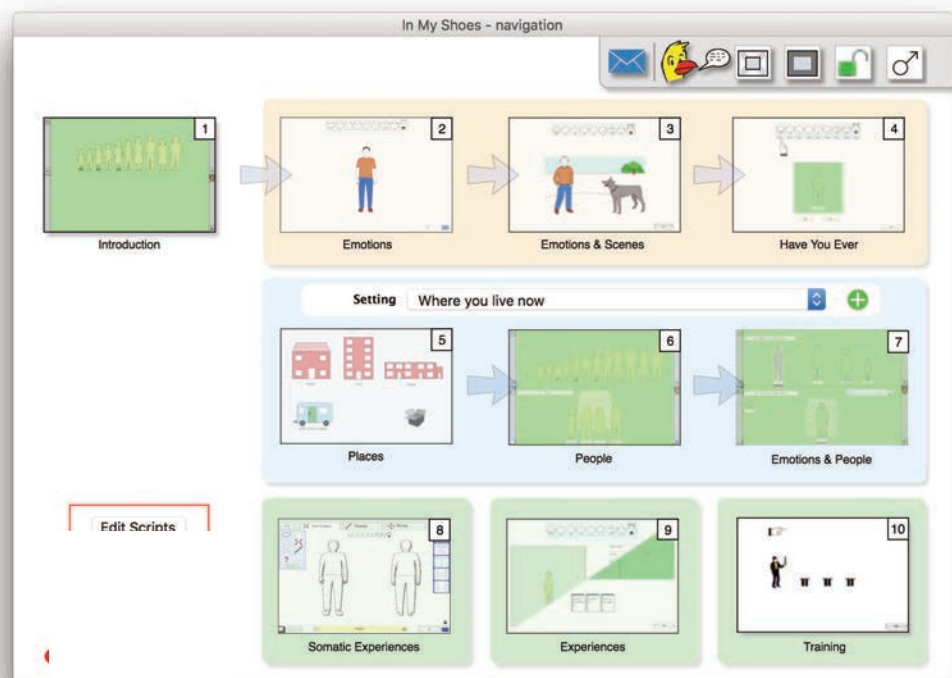 In My Shoes - navigation
1
2
3
4
Introduction
Emotions
Emotions & Scenes
Have You Ever
Setting
Where you live now
5
6
7
Places
People
Emotions & People
Edit Scripts
8
9
10
Somatic Experiences
Experiences
Training